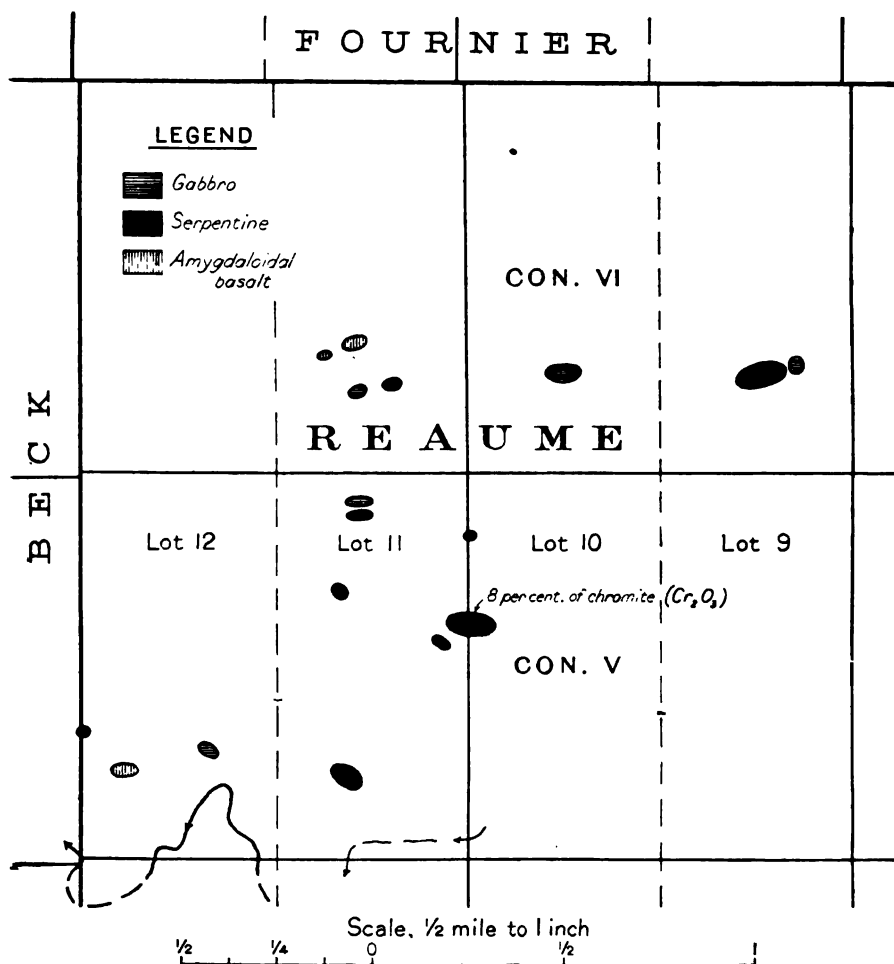 FOURNIER
LEGEND
Gabbro
Serpentine
Amygdaloidal
basalt
CON. VI
BECK
REAUME
Lot 12
Lot 11
Lot 10
Lot 9
8 per cent. of chromite (Cr₂O₃)
CON. V
Scale, ½ mile to 1 inch
½ ¼ 0 ½ 1